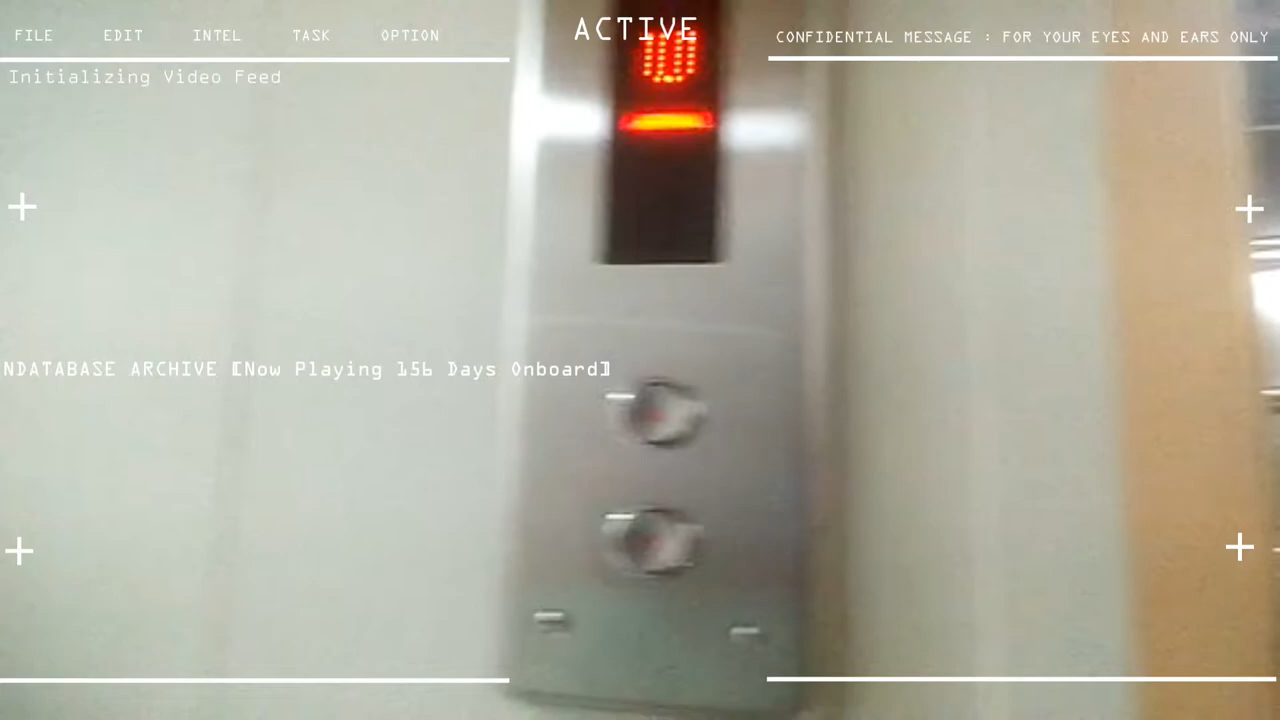 FILE EDIT INTEL TASK OPTION
ACTIVE
CONFIDENTIAL MESSAGE : FOR YOUR EYES AND EARS ONLY
Initializing Video Feed
NDATABASE ARCHIVE [Now Playing 156 Days Onboard]